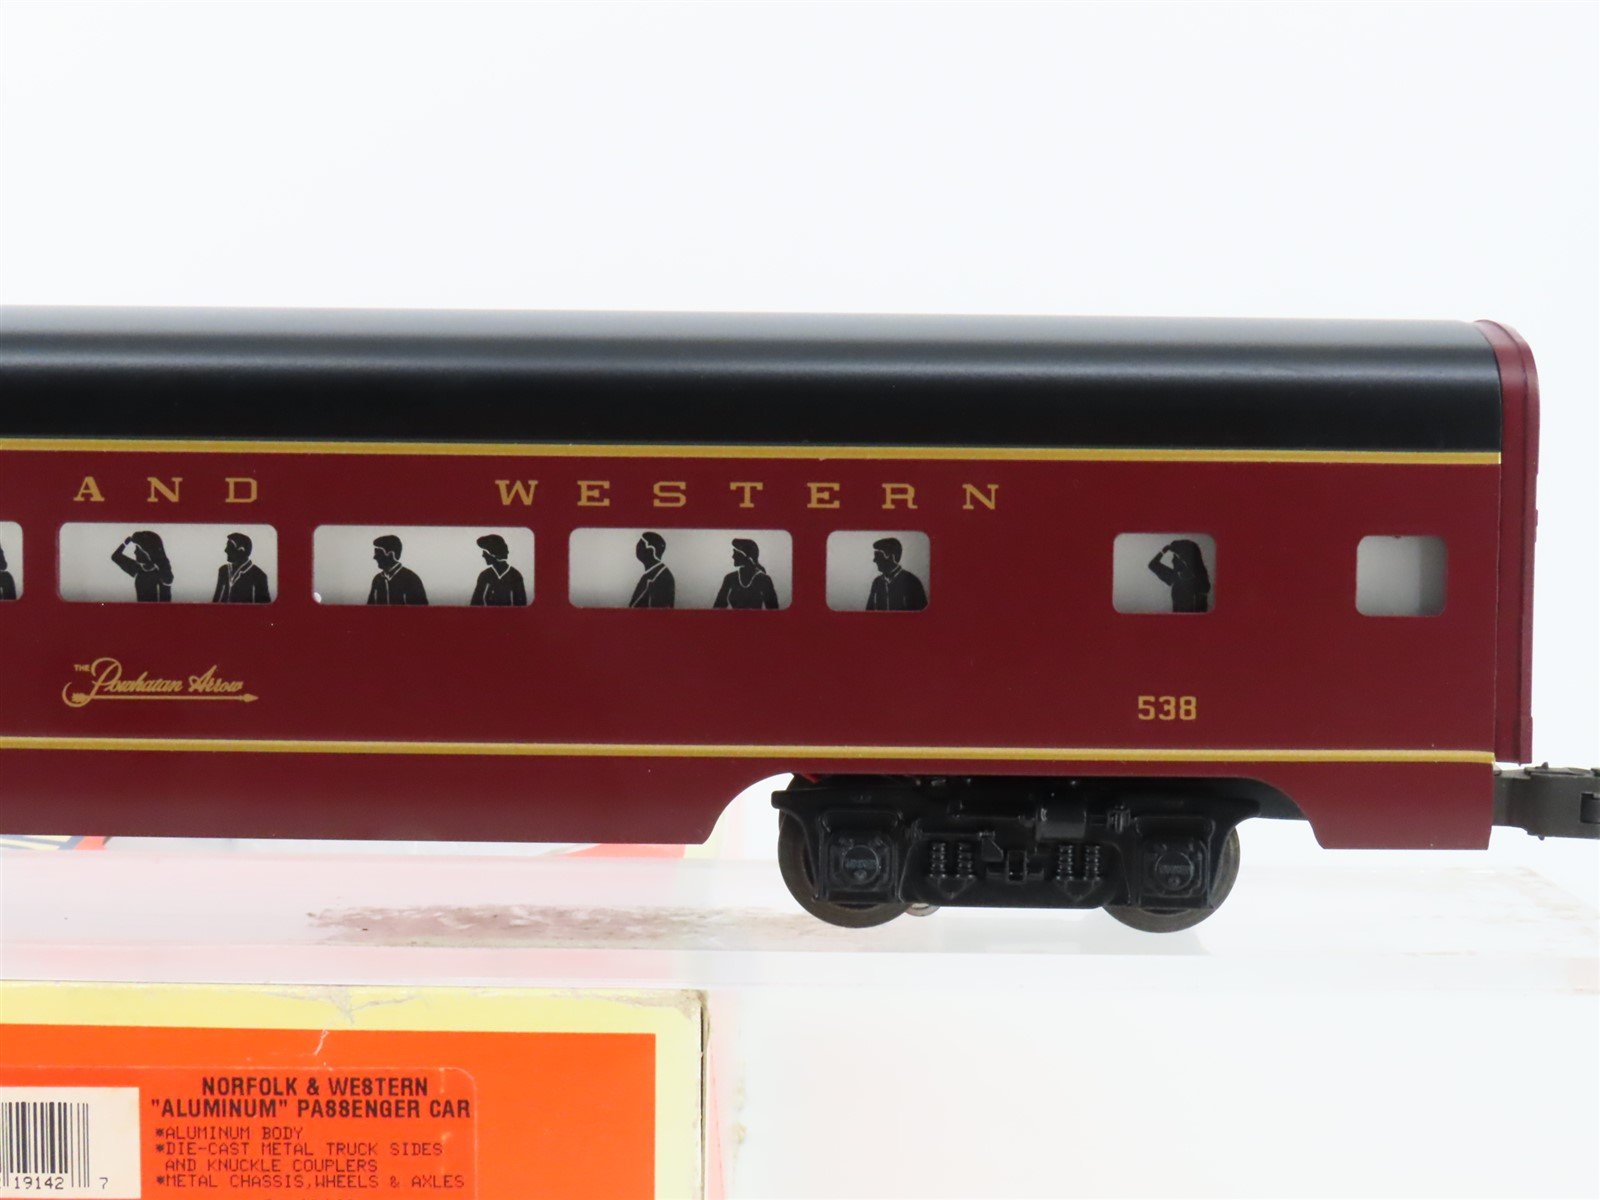 AND WESTERN
THE Powhatan Arrow
538
NORFOLK & WESTERN
"ALUMINUM" PASSENGER CAR
*ALUMINUM BODY
*DIE-CAST METAL TRUCK SIDES
AND KNUCKLE COUPLERS
*METAL CHASSIS, WHEELS & AXLES
19142 7